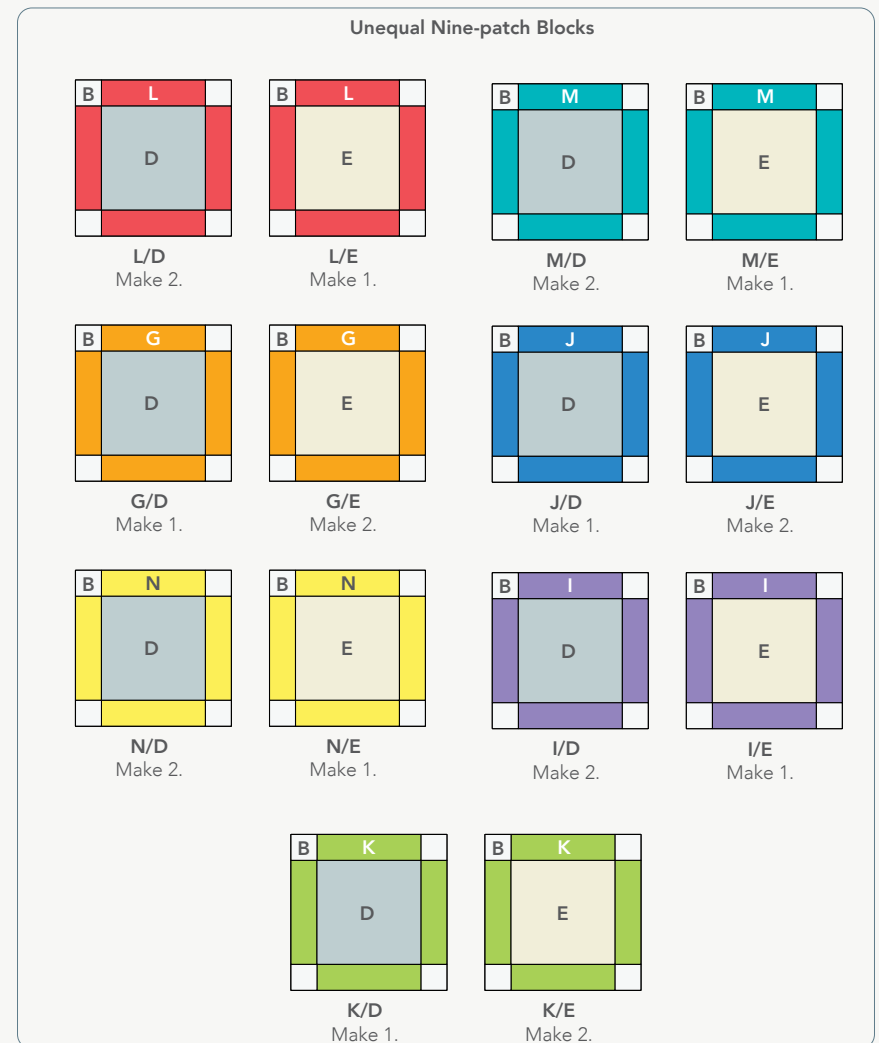 Unequal Nine-patch Blocks
B L B L
D E
L/D L/E
Make 2. Make 1.
B M B M
D E
M/D M/E
Make 2. Make 1.
B G B G
D E
G/D G/E
Make 1. Make 2.
B J B J
D E
J/D J/E
Make 1. Make 2.
B N B N
D E
N/D N/E
Make 2. Make 1.
B I B I
D E
I/D I/E
Make 2. Make 1.
B K B K
D E
K/D K/E
Make 1. Make 2.